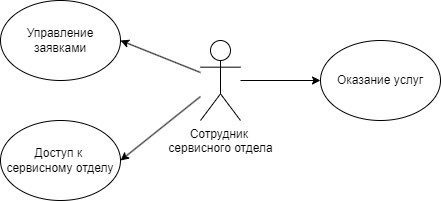 Управление
заявками
Оказание услуг
Сотрудник
сервисного отдела
Доступ к
сервисному отделу